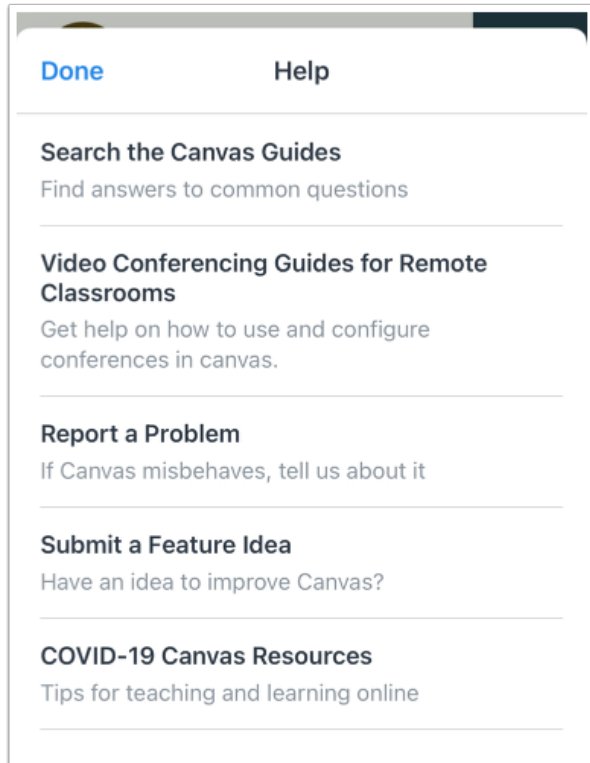 Done
Help
Search the Canvas Guides
Find answers to common questions
Video Conferencing Guides for Remote
Classrooms
Get help on how to use and configure
conferences in canvas.
Report a Problem
If Canvas misbehaves, tell us about it
Submit a Feature Idea
Have an idea to improve Canvas?
COVID-19 Canvas Resources
Tips for teaching and learning online